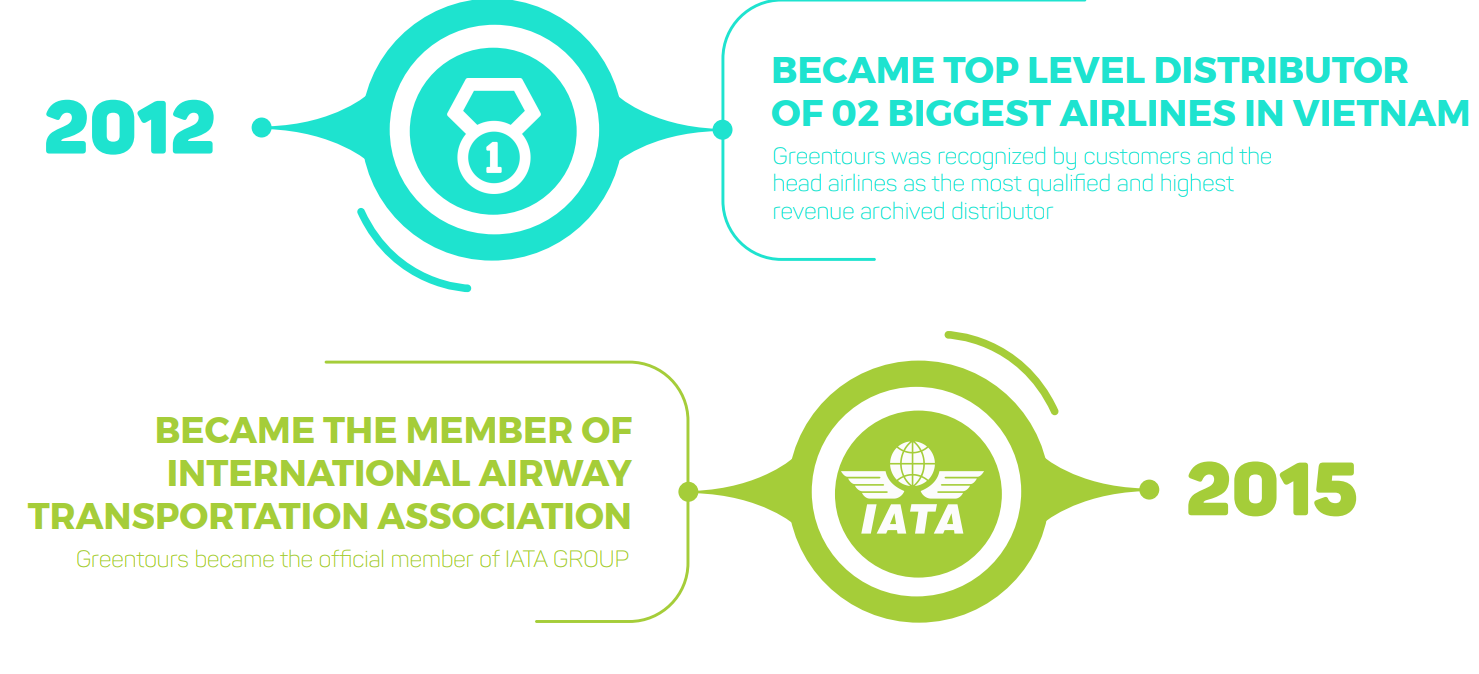 2012
1
BECAME TOP LEVEL DISTRIBUTOR
OF 02 BIGGEST AIRLINES IN VIETNAM
Greentours was recognized by customers and the
head airlines as the most qualified and highest
revenue archived distributor
BECAME THE MEMBER OF
INTERNATIONAL AIRWAY
TRANSPORTATION ASSOCIATION
Greentours became the official member of IATA GROUP
IATA
2015